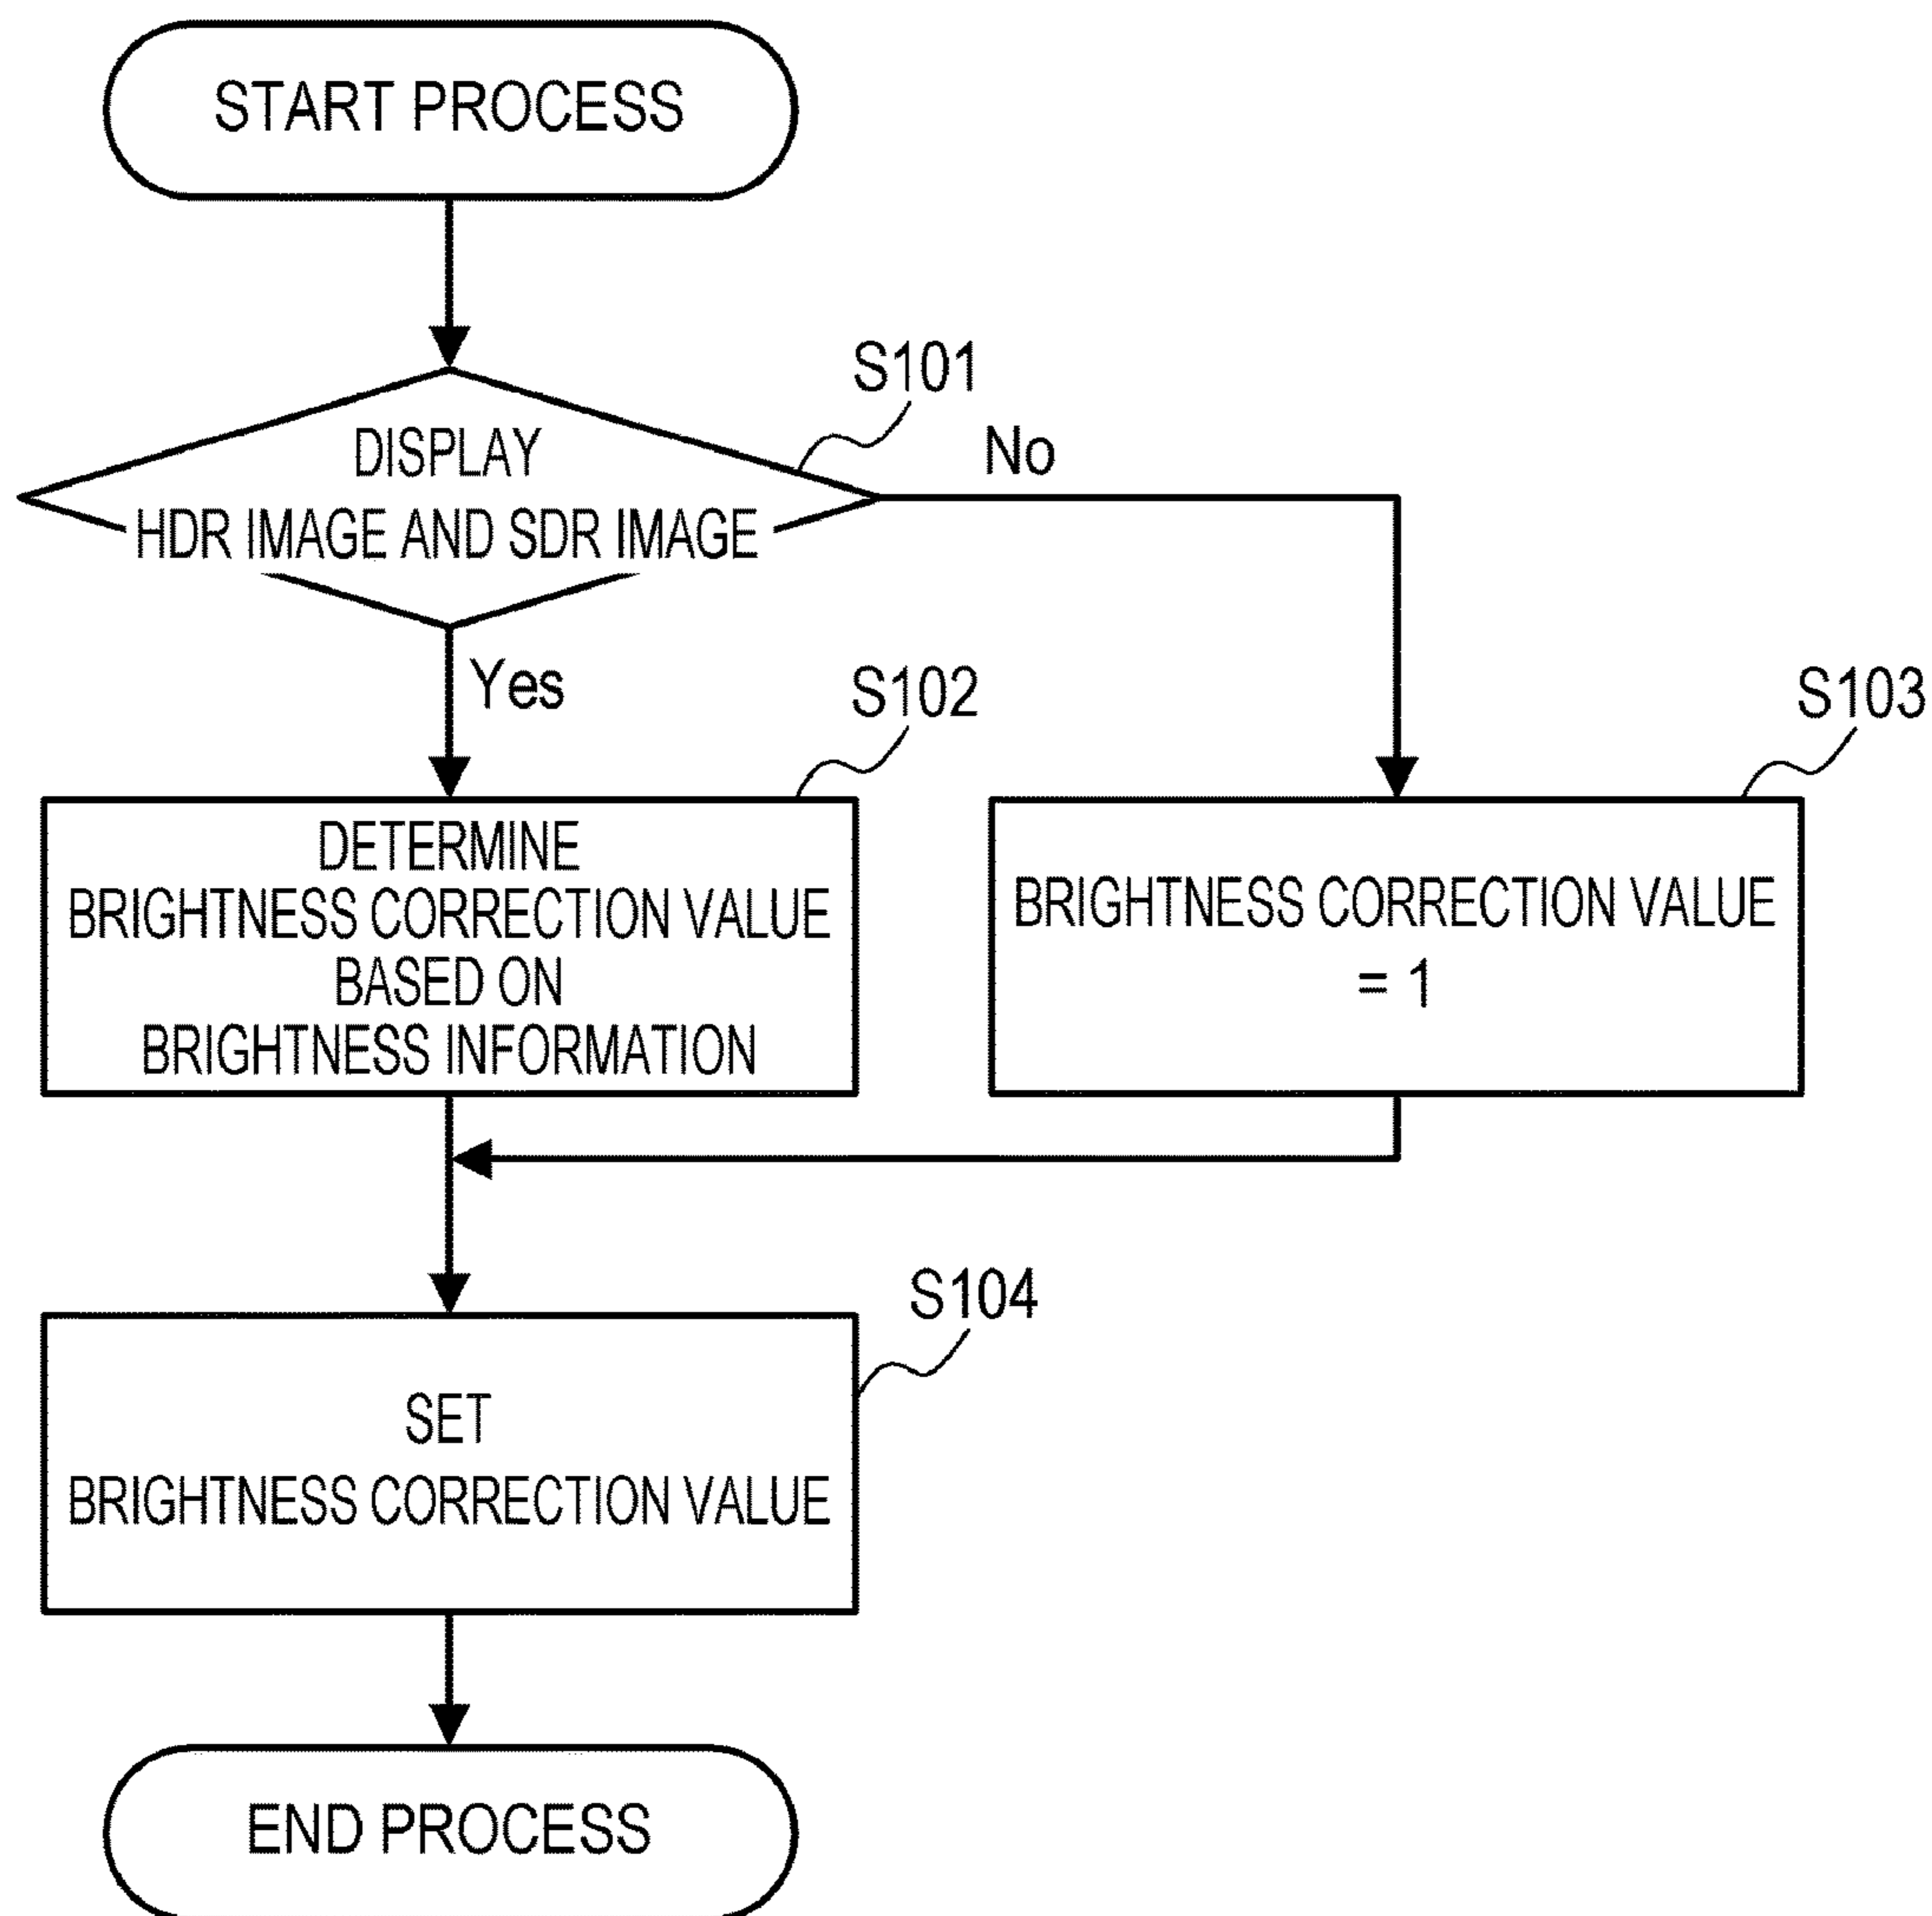 START PROCESS
S101
DISPLAY
HDR IMAGE AND SDR IMAGE
No
Yes
S102
DETERMINE
BRIGHTNESS CORRECTION VALUE
BASED ON
BRIGHTNESS INFORMATION
S103
BRIGHTNESS CORRECTION VALUE
= 1
S104
SET
BRIGHTNESS CORRECTION VALUE
END PROCESS